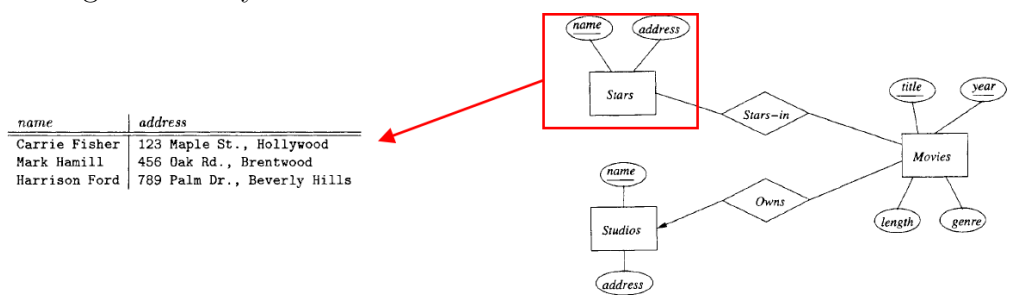 name address
Stars
Stars-in
title year
Movies
length genre
name address
Carrie Fisher 123 Maple St., Hollywood
Mark Hamill 456 Oak Rd., Brentwood
Harrison Ford 789 Palm Dr., Beverly Hills
name
Owns
Studios
address